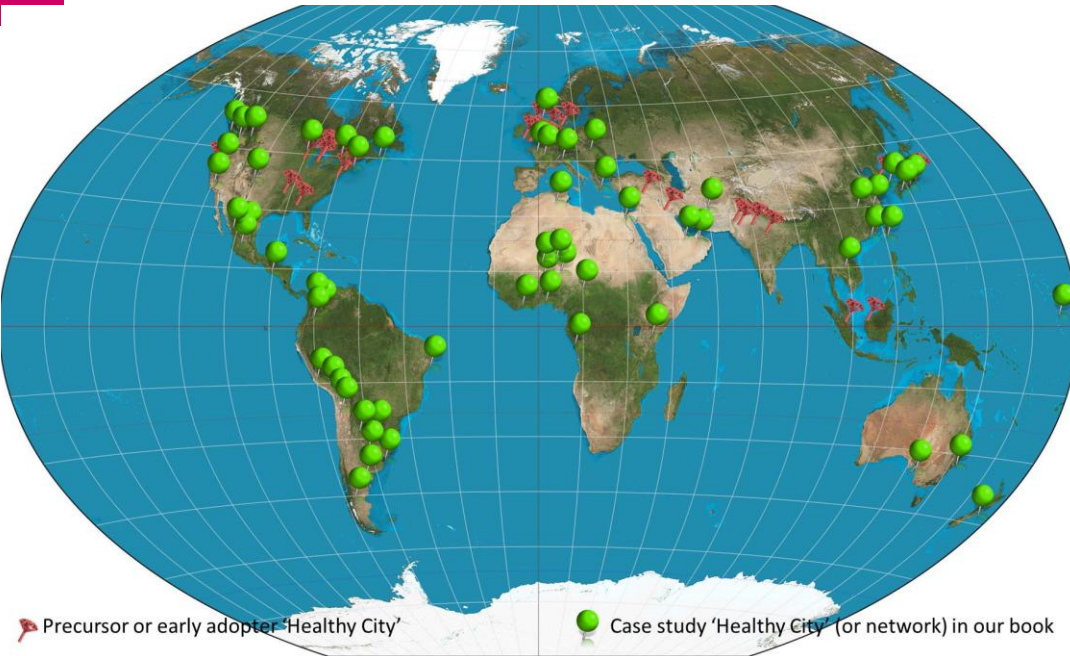 Precursor or early adopter 'Healthy City'
Case study 'Healthy City' (or network) in our book